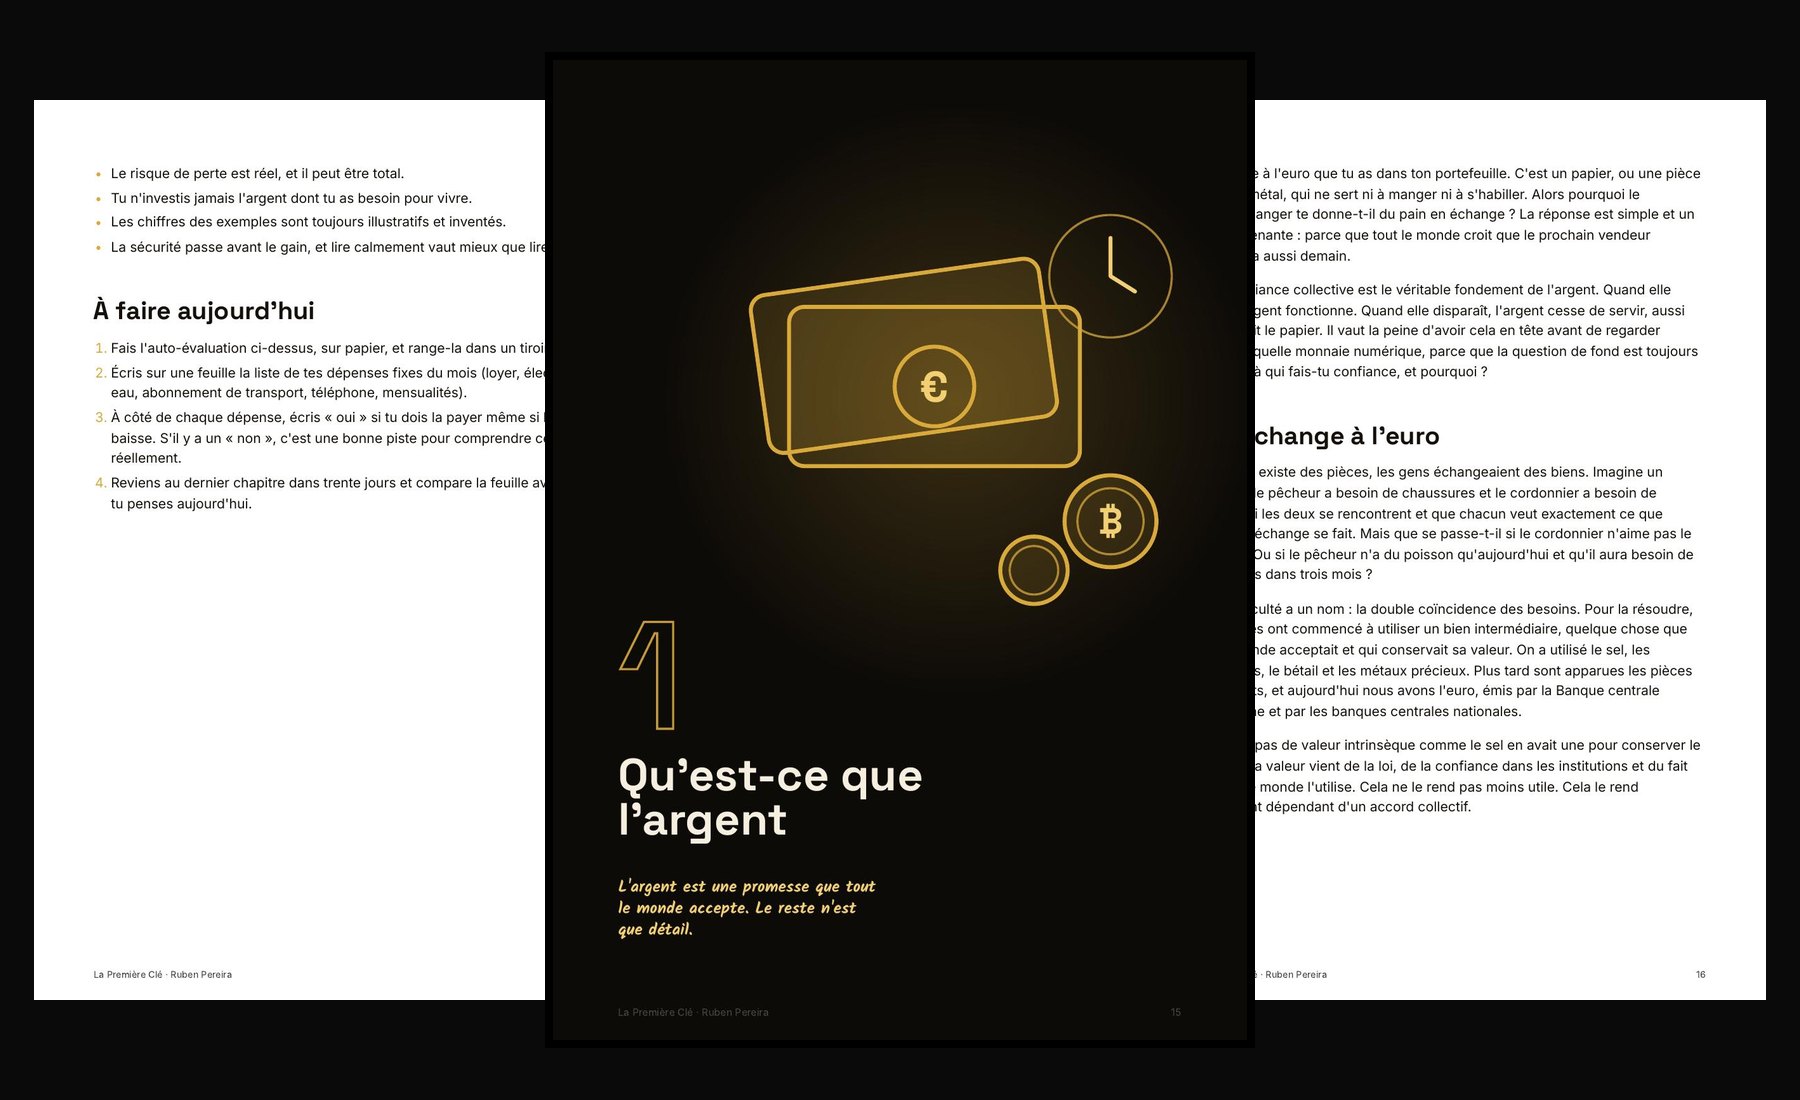 Le risque de perte est réel, et il peut être total.
Tu n'investis jamais l'argent dont tu as besoin pour vivre.
Les chiffres des exemples sont toujours illustratifs et inventés.
La sécurité passe avant le gain, et lire calmement vaut mieux que lire
À faire aujourd’hui
1. Fais l'auto-évaluation ci-dessus, sur papier, et range-la dans un
2. Écris sur une feuille la liste de tes dépenses fixes du mois (loyer,
eau, abonnement de transport, téléphone, mensualités).
3. À côté de chaque dépense, écris « oui » si tu dois la payer même si
baisse. S'il y a un « non », c'est une bonne piste pour comprendre
réellement.
4. Reviens au dernier chapitre dans trente jours et compare la feuille
tu penses aujourd'hui.
La Première Clé · Ruben Pereira
€
₿
1
Qu’est-ce que
l’argent
L'argent est une promesse que tout
le monde accepte. Le reste n'est
que détail.
La Première Clé · Ruben Pereira
15
à l'euro que tu as dans ton portefeuille. C'est un papier, ou une pièce
qui ne sert ni à manger ni à s'habiller. Alors pourquoi le
te donne-t-il du pain en échange ? La réponse est simple et un
: parce que tout le monde croit que le prochain vendeur
aussi demain.
collective est le véritable fondement de l'argent. Quand elle
fonctionne. Quand elle disparaît, l'argent cesse de servir, aussi
le papier. Il vaut la peine d'avoir cela en tête avant de regarder
quelle monnaie numérique, parce que la question de fond est toujours
à qui fais-tu confiance, et pourquoi ?
change à l’euro
existe des pièces, les gens échangeaient des biens. Imagine un
pêcheur a besoin de chaussures et le cordonnier a besoin de
les deux se rencontrent et que chacun veut exactement ce que
échange se fait. Mais que se passe-t-il si le cordonnier n'aime pas le
Ou si le pêcheur n'a du poisson qu'aujourd'hui et qu'il aura besoin de
dans trois mois ?
a un nom : la double coïncidence des besoins. Pour la résoudre,
ont commencé à utiliser un bien intermédiaire, quelque chose que
acceptait et qui conservait sa valeur. On a utilisé le sel, les
le bétail et les métaux précieux. Plus tard sont apparues les pièces
et aujourd'hui nous avons l'euro, émis par la Banque centrale
et par les banques centrales nationales.
pas de valeur intrinsèque comme le sel en avait une pour conserver le
valeur vient de la loi, de la confiance dans les institutions et du fait
monde l'utilise. Cela ne le rend pas moins utile. Cela le rend
dépendant d'un accord collectif.
· Ruben Pereira
16